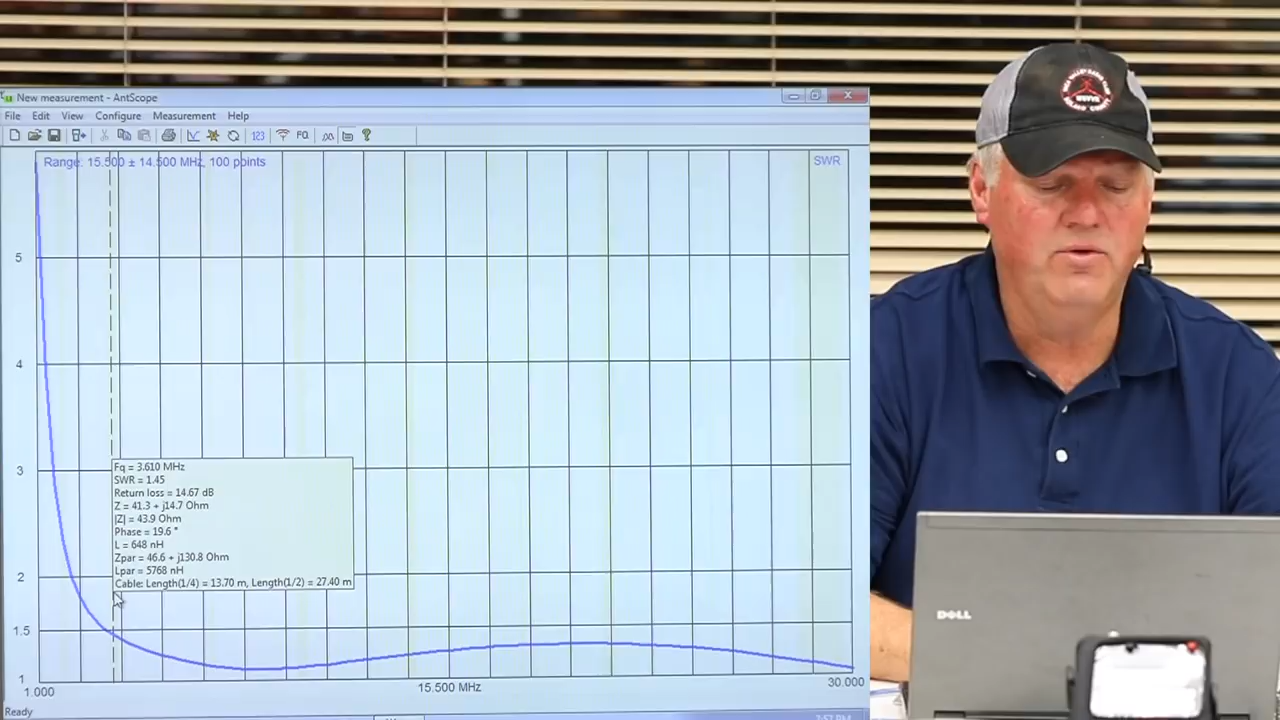 New measurement - AntScope
File Edit View Configure Measurement Help
123 FQ
Range: 15.500 ± 14.500 MHz, 100 points
SWR
5
4
3
Fq = 3.610 MHz
SWR = 1.45
Return loss = 14.67 dB
Z = 41.3 + j14.7 Ohm
|Z| = 43.9 Ohm
Phase = 19.6 °
L = 648 nH
Zpar = 46.6 + j130.8 Ohm
Lpar = 5768 nH
Cable: Length(1/4) = 13.70 m, Length(1/2) = 27.40 m
2
1.5
1
1.000
15.500 MHz
30.000
Ready
7:57 PM
DELL